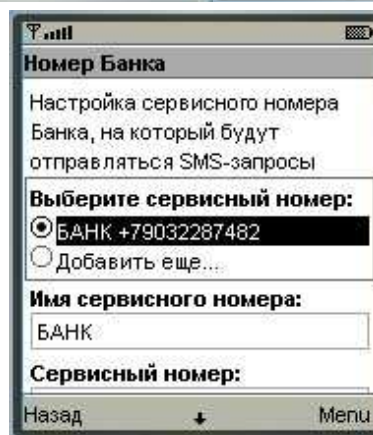 Номер Банка
Настройка сервисного номера
Банка, на который будут
отправляться SMS-запросы
Выберите сервисный номер:
БАНК +79032287482
Добавить еще...
Имя сервисного номера:
БАНК
Сервисный номер:
Назад Menu